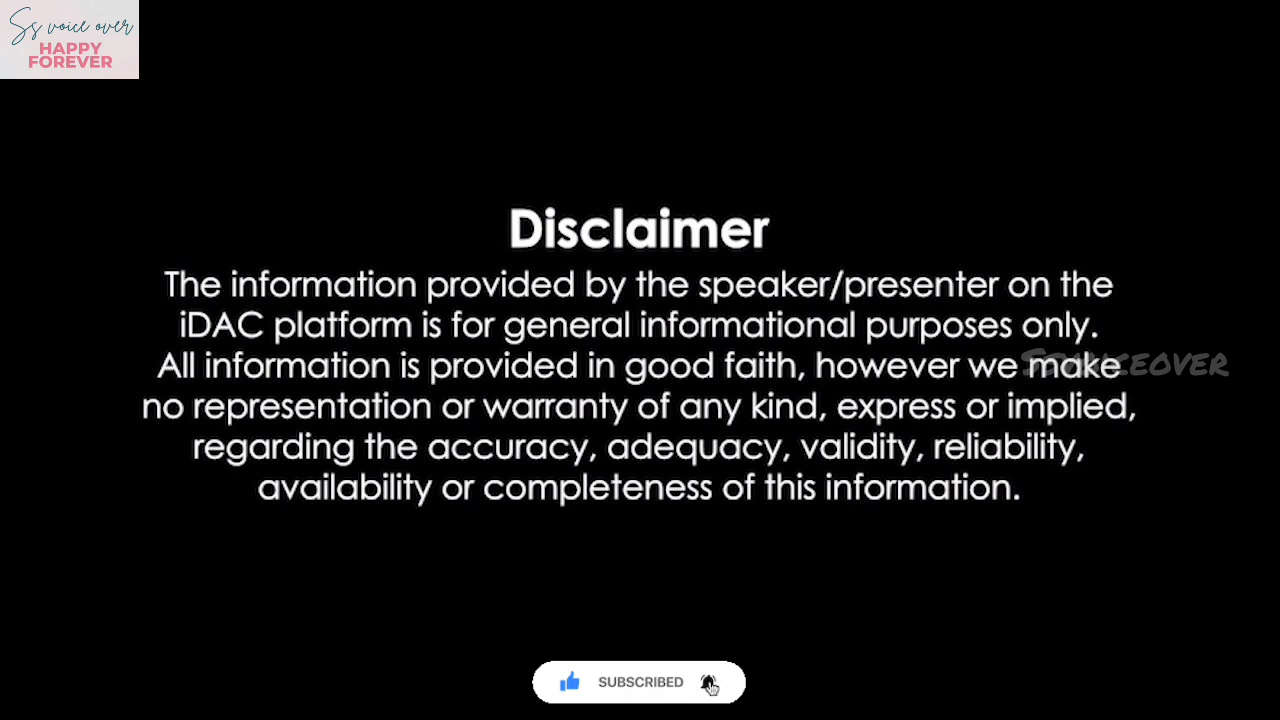 Ss voice over
HAPPY
FOREVER
Disclaimer
The information provided by the speaker/presenter on the
iDAC platform is for general informational purposes only.
All information is provided in good faith, however we make
no representation or warranty of any kind, express or implied,
regarding the accuracy, adequacy, validity, reliability,
availability or completeness of this information.
Ssvoiceover
SUBSCRIBED